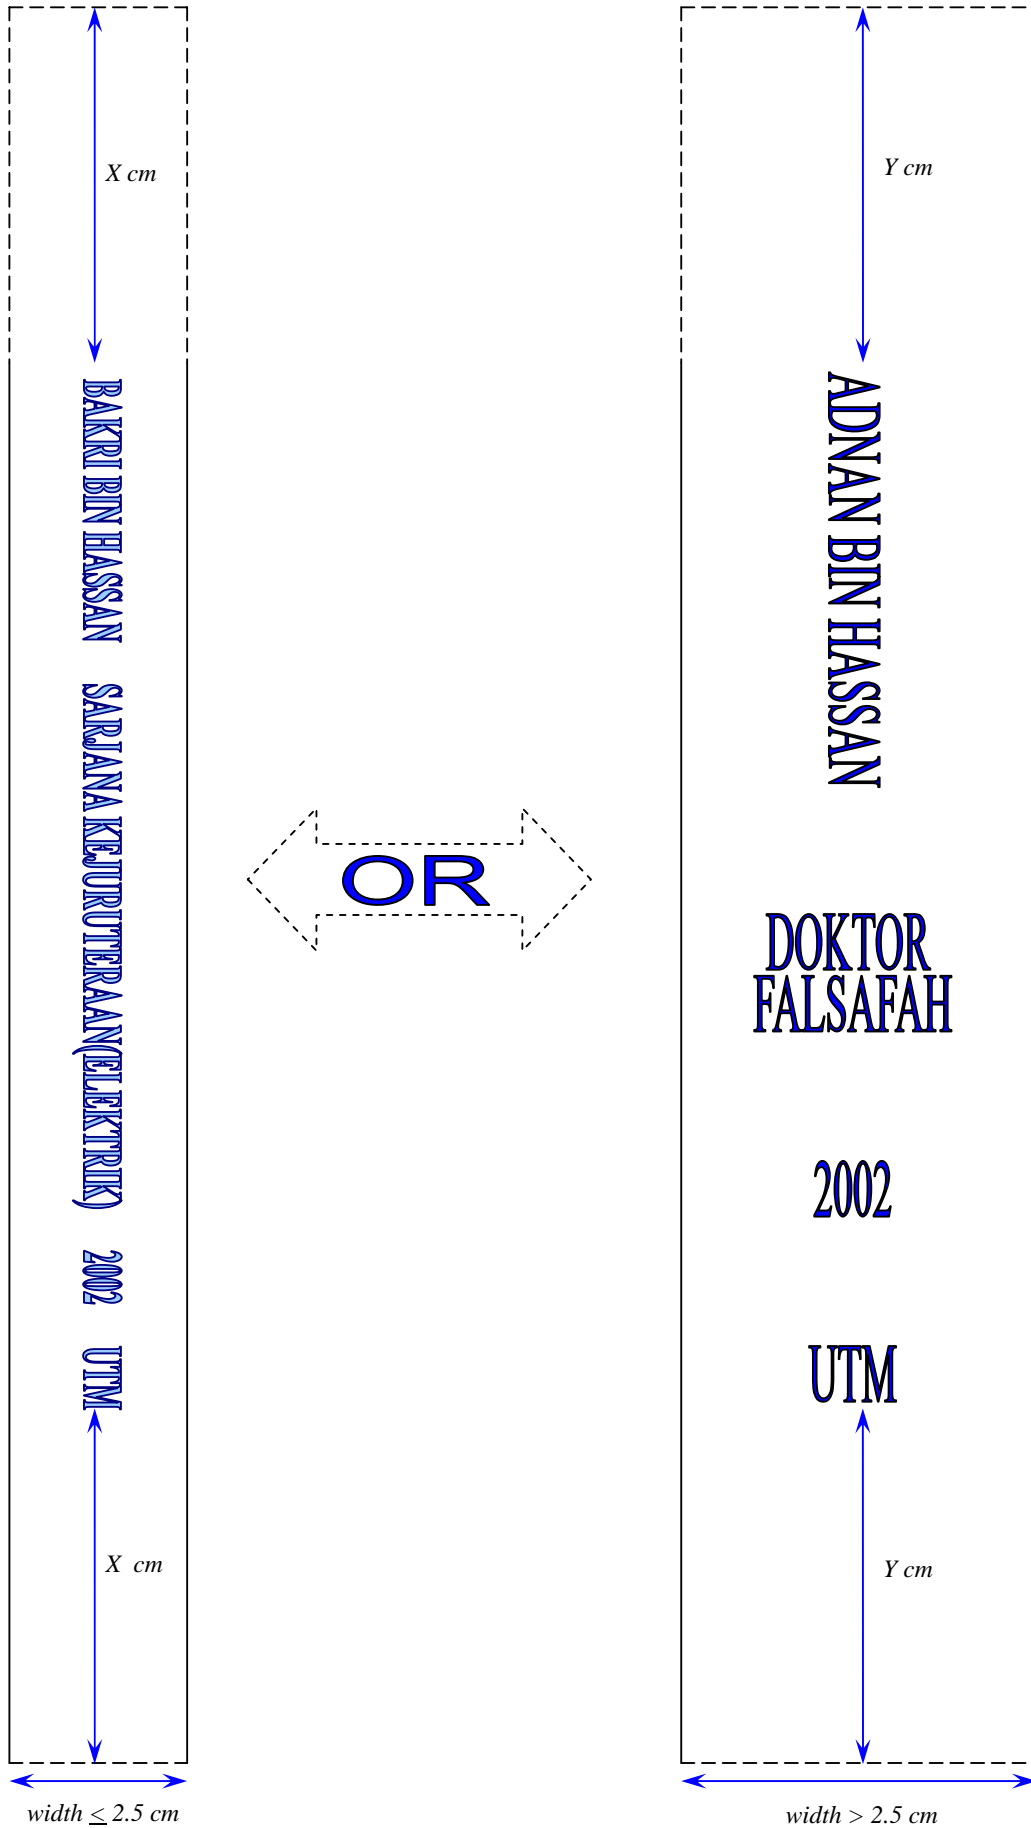 X cm
BAKRI BIN HASSAN SARJANA KEJURUTERAAN(ELEKTRIK) 2002 UTM
X cm
width ≤ 2.5 cm
OR
Y cm
ADNAN BIN HASSAN
DOKTOR
FALSAFAH
2002
UTM
Y cm
width > 2.5 cm